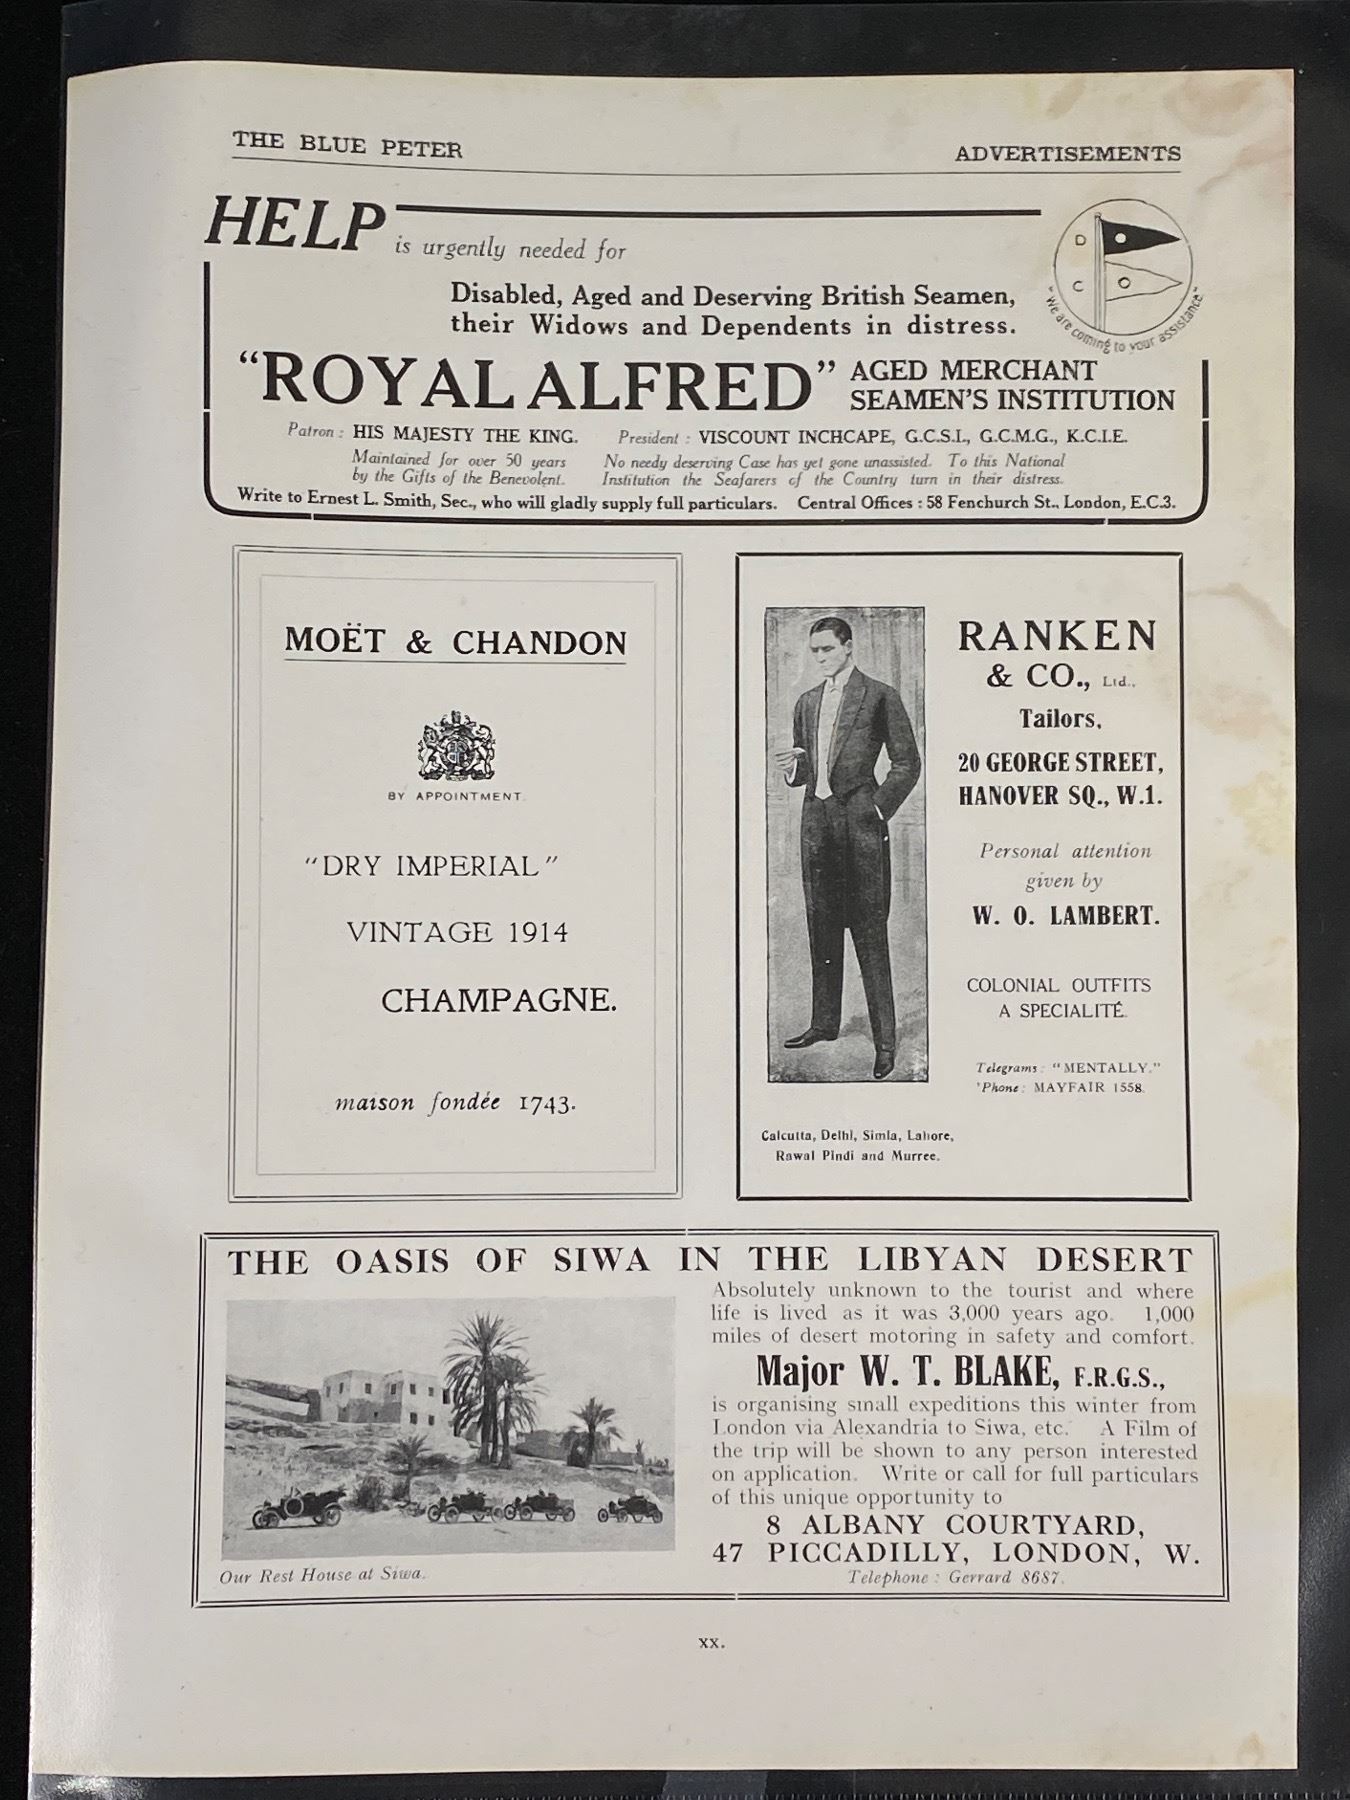 THE BLUE PETER
ADVERTISEMENTS
HELP is urgently needed for
Disabled, Aged and Deserving British Seamen,
their Widows and Dependents in distress.
D
O
C
O
"We are coming to your assistance"
"ROYAL ALFRED" AGED MERCHANT
SEAMEN'S INSTITUTION
Patron: HIS MAJESTY THE KING. President: VISCOUNT INCHCAPE, G.C.S.I., G.C.M.G., K.C.I.E.
Maintained for over 50 years No needy deserving Case has yet gone unassisted. To this National
by the Gifts of the Benevolent. Institution the Seafarers of the Country turn in their distress.
Write to Ernest L. Smith, Sec., who will gladly supply full particulars. Central Offices: 58 Fenchurch St., London, E.C.3.
MOËT & CHANDON
BY APPOINTMENT.
"DRY IMPERIAL"
VINTAGE 1914
CHAMPAGNE.
maison fondée 1743.
RANKEN
& CO., Ltd.,
Tailors,
20 GEORGE STREET,
HANOVER SQ., W.1.
Personal attention
given by
W. O. LAMBERT.
COLONIAL OUTFITS
A SPECIALITÉ.
Telegrams: "MENTALLY."
'Phone: MAYFAIR 1558.
Calcutta, Delhi, Simla, Lahore,
Rawal Pindi and Murree.
THE OASIS OF SIWA IN THE LIBYAN DESERT
Absolutely unknown to the tourist and where
life is lived as it was 3,000 years ago. 1,000
miles of desert motoring in safety and comfort.
Major W. T. BLAKE, F.R.G.S.,
is organising small expeditions this winter from
London via Alexandria to Siwa, etc. A Film of
the trip will be shown to any person interested
on application. Write or call for full particulars
of this unique opportunity to
8 ALBANY COURTYARD,
47 PICCADILLY, LONDON, W.
Telephone: Gerrard 8687.
Our Rest House at Siwa.
xx.